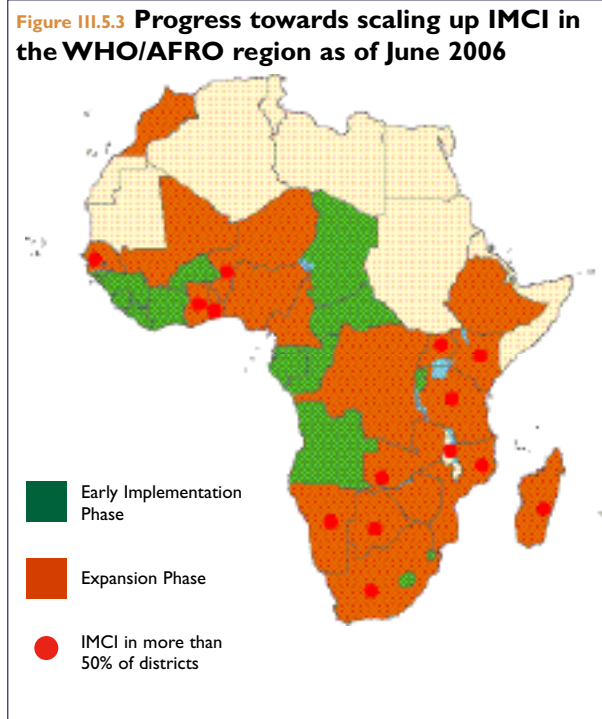 Figure III.5.3 Progress towards scaling up IMCI in
the WHO/AFRO region as of June 2006
Early Implementation
Phase
Expansion Phase
IMCI in more than
50% of districts